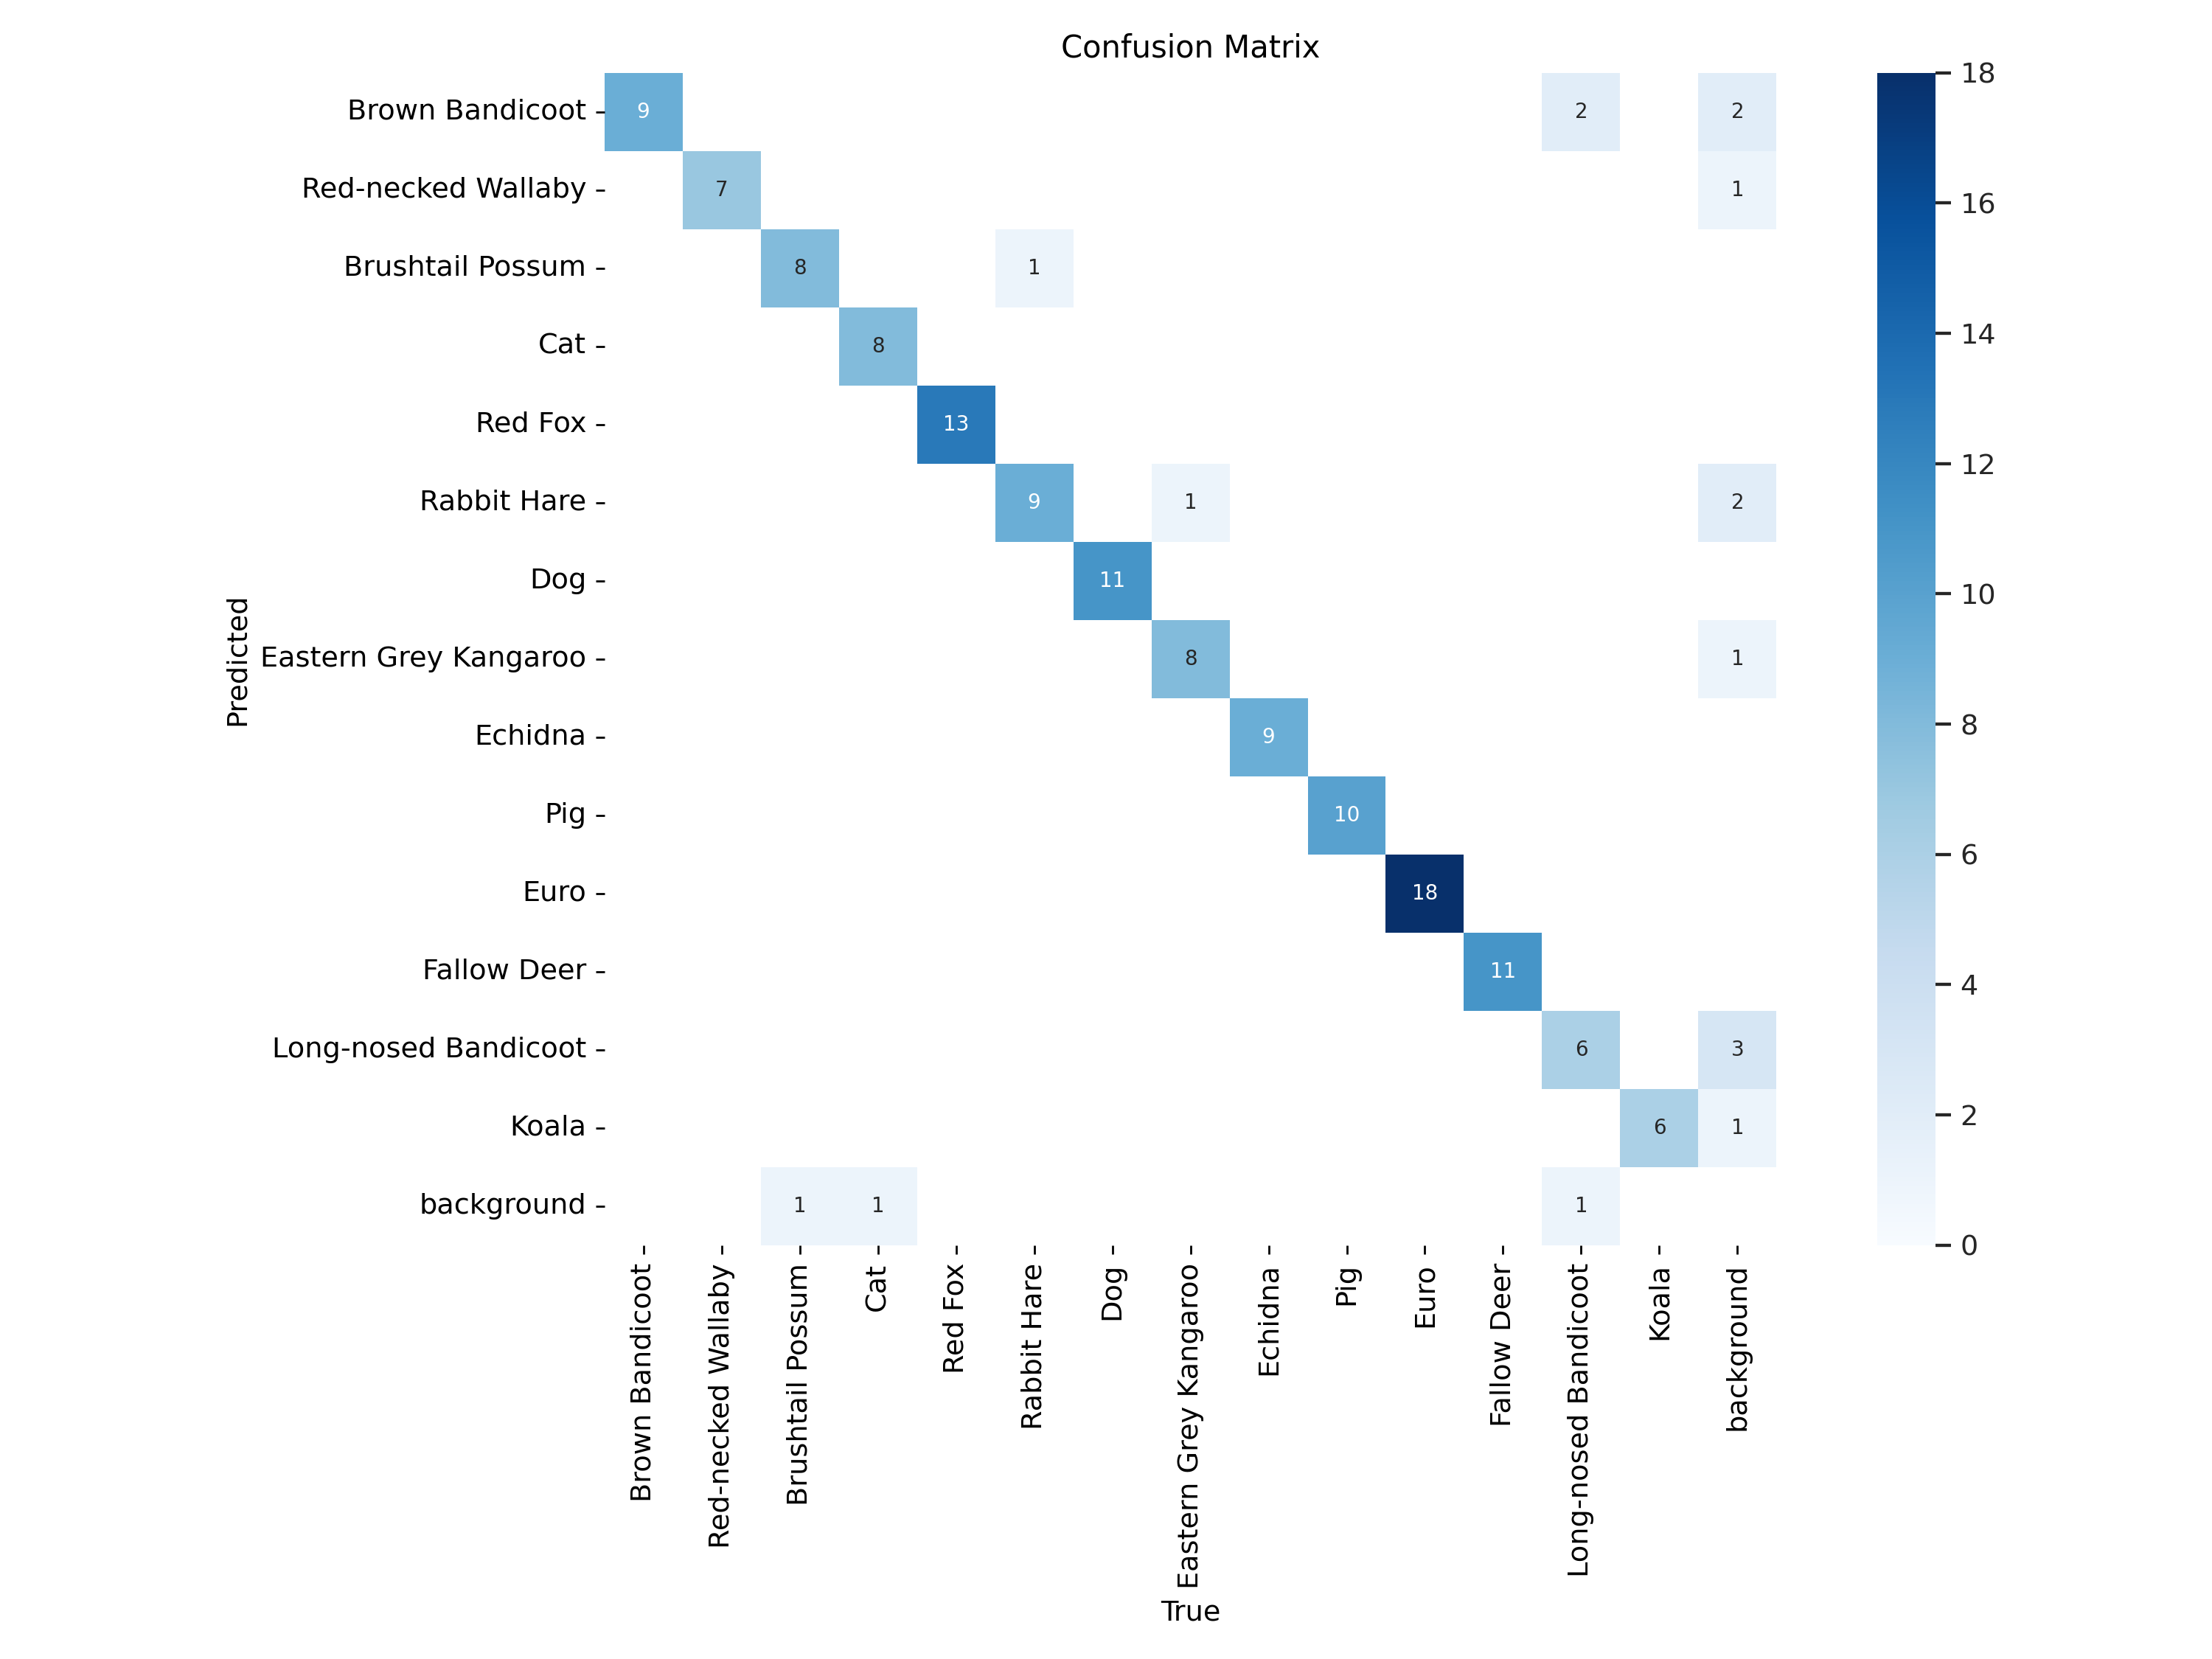 Confusion Matrix
Brown Bandicoot 9 2 2
Red-necked Wallaby 7 1
Brushtail Possum 8 1
Cat 8
Red Fox 13
Rabbit Hare 9 1 2
Dog 11
Eastern Grey Kangaroo 8 1
Echidna 9
Pig 10
Euro 18
Fallow Deer 11
Long-nosed Bandicoot 6 3
Koala 6 1
background 1 1 1
Predicted
Brown Bandicoot
Red-necked Wallaby
Brushtail Possum
Cat
Red Fox
Rabbit Hare
Dog
Eastern Grey Kangaroo
Echidna
Pig
Euro
Fallow Deer
Long-nosed Bandicoot
Koala
background
True
18
16
14
12
10
8
6
4
2
0